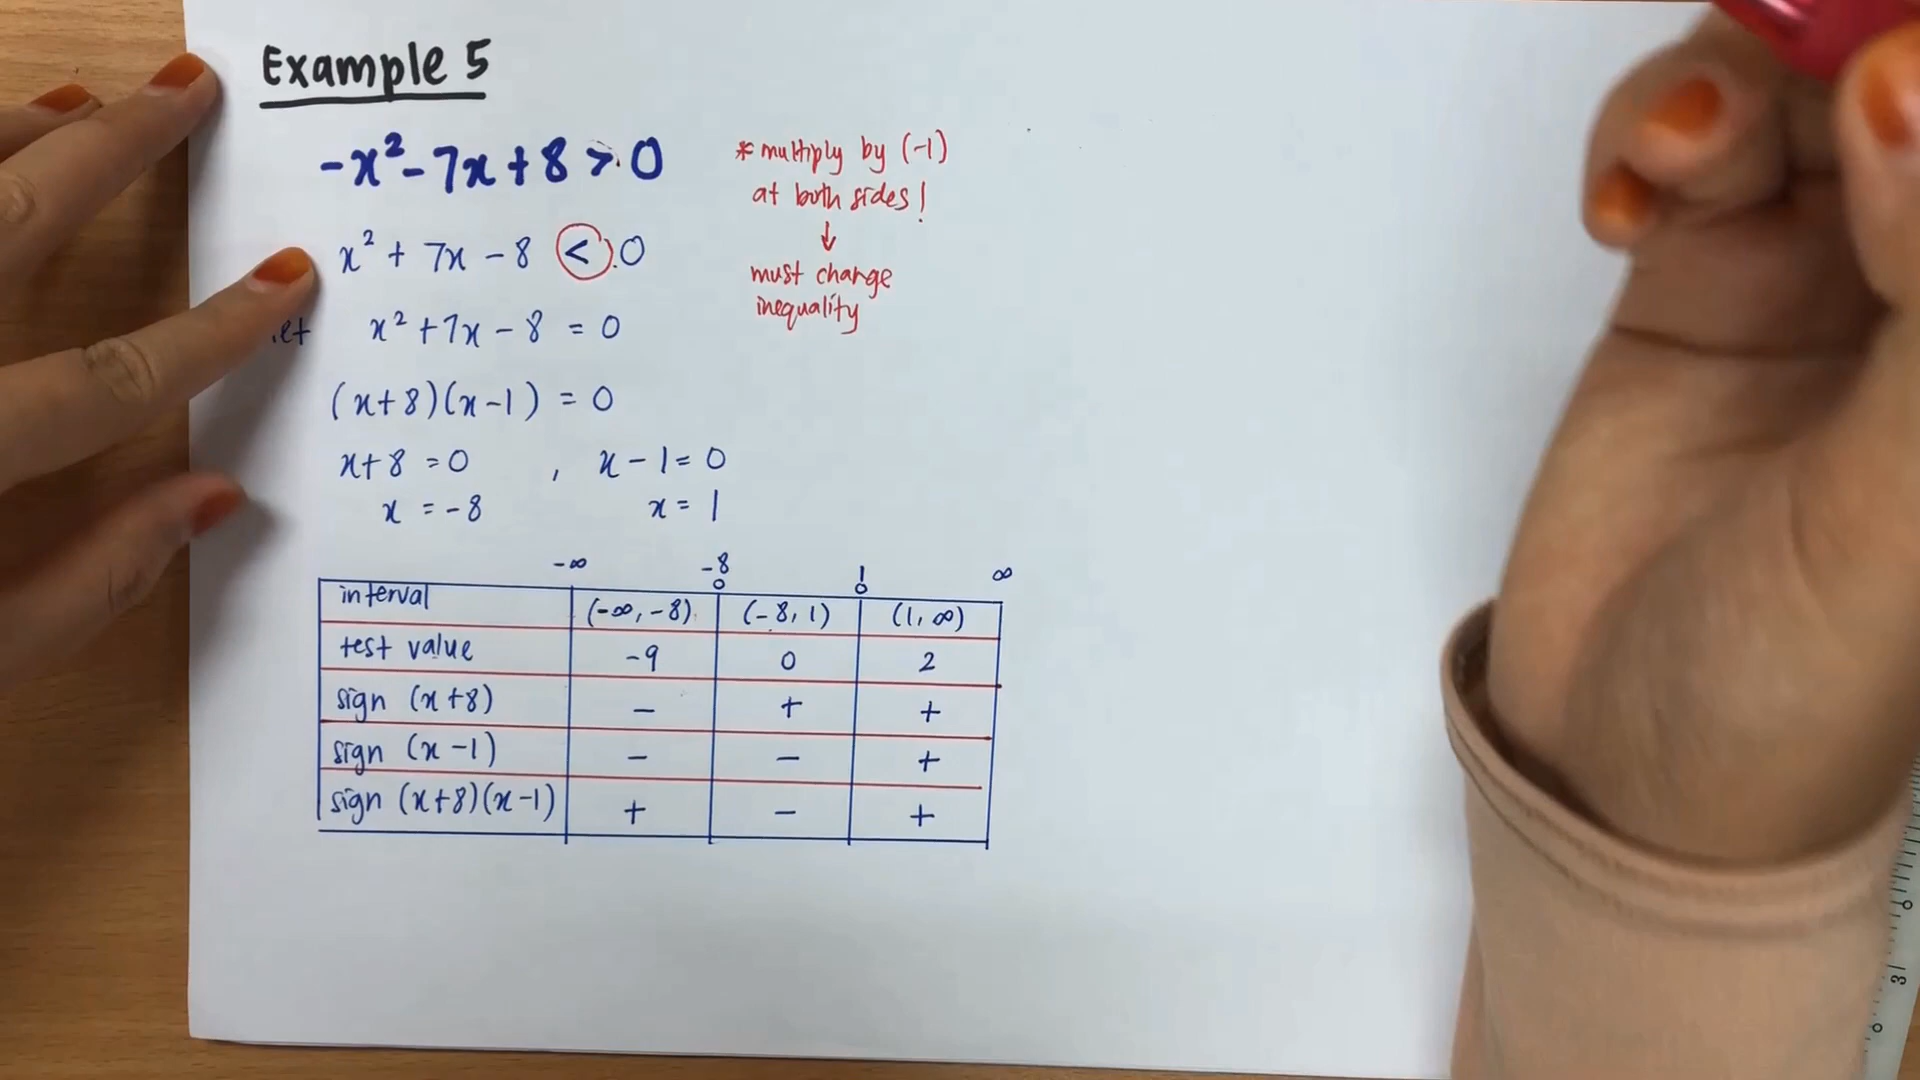 Example 5
-x² - 7x + 8 > 0
* multiply by (-1)
at both sides!
↓
must change
inequality
x² + 7x - 8 < 0
x² + 7x - 8 = 0
(x+8)(x-1) = 0
x+8 = 0 , x - 1 = 0
x = -8 x = 1
-∞ -8 1 ∞
interval (-∞, -8) (-8, 1) (1, ∞)
test value -9 0 2
sign (x+8) - + +
sign (x-1) - - +
sign (x+8)(x-1) + - +